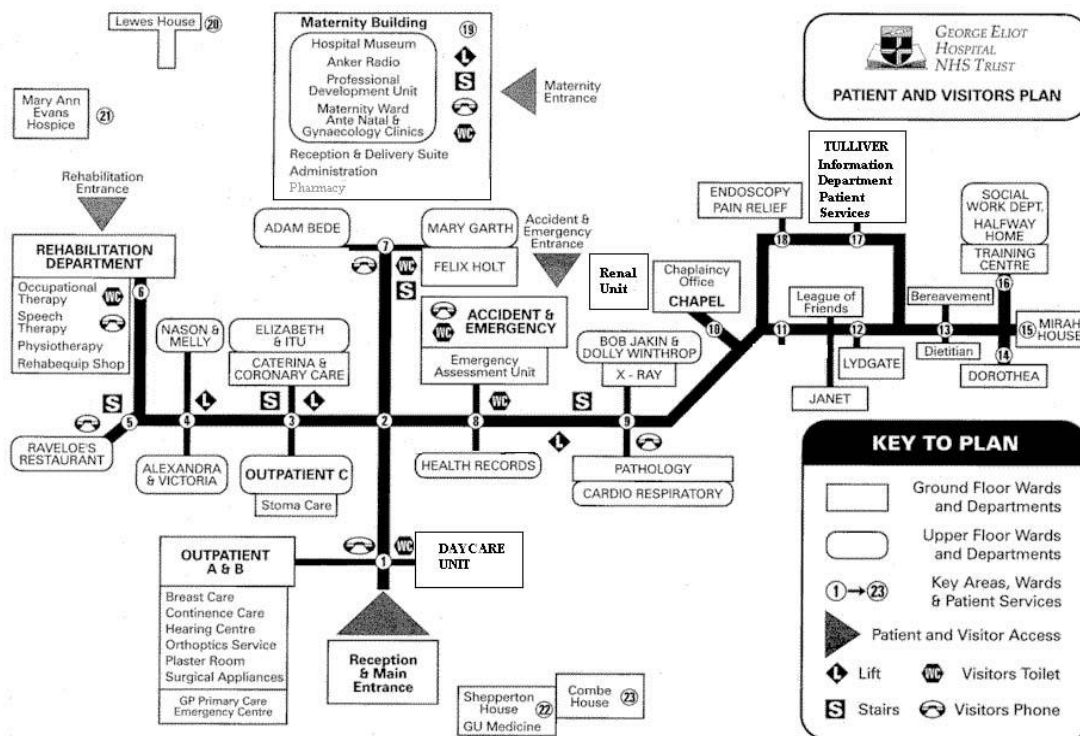 Lewes House
20
Mary Ann
Evans
Hospice
21
Maternity Building
19
Hospital Museum
Anker Radio
Professional
Development Unit
Maternity Ward
Ante Natal &
Gynaecology Clinics
Reception & Delivery Suite
Administration
Pharmacy
L
S
WC
Maternity
Entrance
GEORGE ELIOT
HOSPITAL
NHS TRUST
PATIENT AND VISITORS PLAN
Rehabilitation
Entrance
REHABILITATION
DEPARTMENT
Occupational
Therapy
WC
Speech
Therapy
Physiotherapy
Rehabequip Shop
6
ADAM BEDE
7
MARY GARTH
FELIX HOLT
WC
S
Accident &
Emergency
Entrance
ACCIDENT &
EMERGENCY
WC
Emergency
Assessment Unit
Renal
Unit
Chaplaincy
Office
CHAPEL
10
ENDOSCOPY
PAIN RELIEF
18
TULLIVER
Information
Department
Patient
Services
17
SOCIAL
WORK DEPT.
HALFWAY
HOME
TRAINING
CENTRE
16
NASON &
MELLY
ELIZABETH
& ITU
CATERINA &
CORONARY CARE
BOB JAKIN &
DOLLY WINTHROP
X - RAY
League of
Friends
Bereavement
11
12
13
15
MIRAH
HOUSE
LYDGATE
Dietitian
14
DOROTHEA
JANET
S
5
4
L
S
3
L
2
8
WC
S
9
L
RAVELOE'S
RESTAURANT
ALEXANDRA
& VICTORIA
OUTPATIENT C
Stoma Care
HEALTH RECORDS
PATHOLOGY
CARDIO RESPIRATORY
OUTPATIENT
A & B
Breast Care
Continence Care
Hearing Centre
Orthoptics Service
Plaster Room
Surgical Appliances
GP Primary Care
Emergency Centre
WC
1
DAYCARE
UNIT
Reception
& Main
Entrance
Shepperton
House
22
GU Medicine
Combe
House
23
KEY TO PLAN
Ground Floor Wards
and Departments
Upper Floor Wards
and Departments
1 → 23
Key Areas, Wards
& Patient Services
Patient and Visitor Access
L Lift
WC Visitors Toilet
S Stairs
Visitors Phone